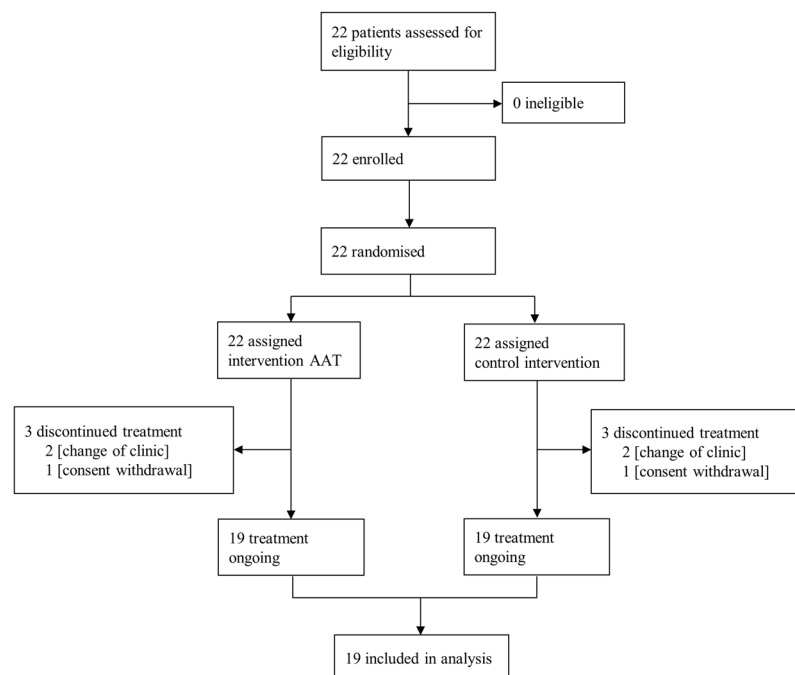 22 patients assessed for
eligibility
0 ineligible
22 enrolled
22 randomised
22 assigned
intervention AAT
22 assigned
control intervention
3 discontinued treatment
2 [change of clinic]
1 [consent withdrawal]
3 discontinued treatment
2 [change of clinic]
1 [consent withdrawal]
19 treatment
ongoing
19 treatment
ongoing
19 included in analysis